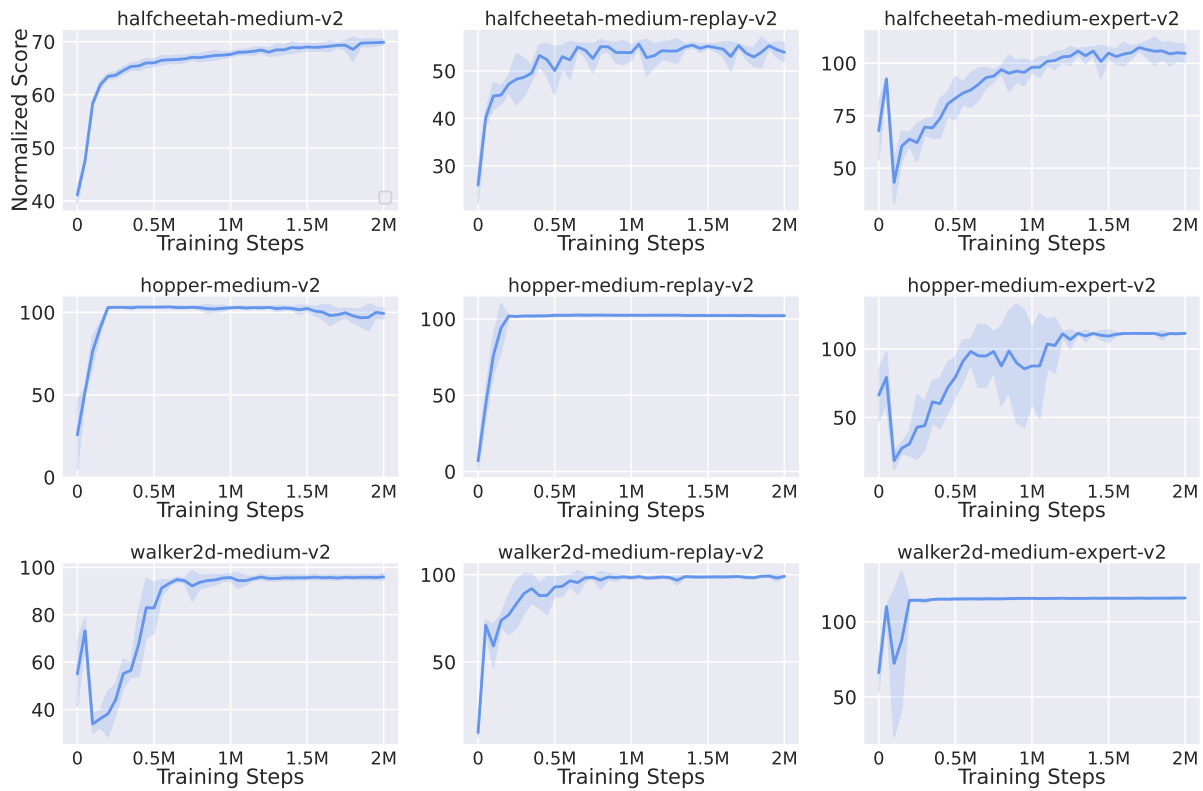 halfcheetah-medium-v2 halfcheetah-medium-replay-v2 halfcheetah-medium-expert-v2
Normalized Score
70
60
50
40
0 0.5M 1M 1.5M 2M
Training Steps
50
40
30
0 0.5M 1M 1.5M 2M
Training Steps
100
75
50
0 0.5M 1M 1.5M 2M
Training Steps
hopper-medium-v2 hopper-medium-replay-v2 hopper-medium-expert-v2
100
50
0
0 0.5M 1M 1.5M 2M
Training Steps
100
50
0
0 0.5M 1M 1.5M 2M
Training Steps
100
50
0 0.5M 1M 1.5M 2M
Training Steps
walker2d-medium-v2 walker2d-medium-replay-v2 walker2d-medium-expert-v2
100
80
60
40
0 0.5M 1M 1.5M 2M
Training Steps
100
50
0 0.5M 1M 1.5M 2M
Training Steps
100
50
0 0.5M 1M 1.5M 2M
Training Steps